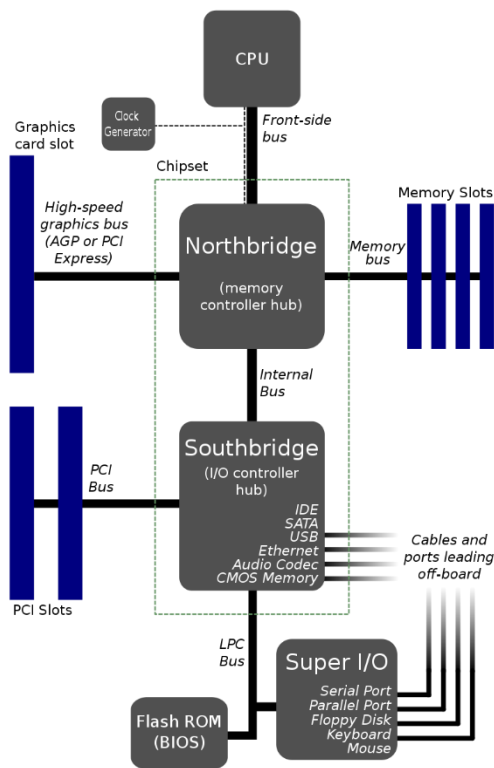 CPU
Clock
Generator
Front-side
bus
Graphics
card slot
Chipset
High-speed
graphics bus
(AGP or PCI
Express)
Northbridge
(memory
controller hub)
Memory Slots
Memory
bus
Internal
Bus
Southbridge
(I/O controller
hub)
PCI
Bus
IDE
SATA
USB
Ethernet
Audio Codec
CMOS Memory
Cables and
ports leading
off-board
PCI Slots
LPC
Bus
Super I/O
Serial Port
Parallel Port
Floppy Disk
Keyboard
Mouse
Flash ROM
(BIOS)